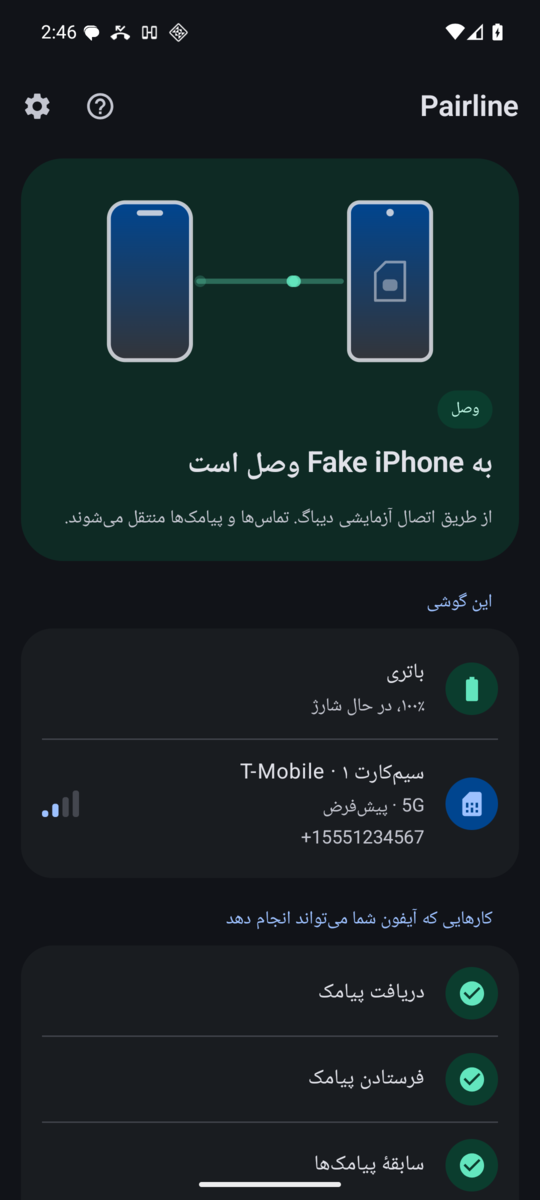 2:46
Pairline
وصل
به Fake iPhone وصل است
از طریق اتصال آزمایشی دیباگ. تماس‌ها و پیامک‌ها منتقل می‌شوند.
این گوشی
باتری
۱۰۰٪، در حال شارژ
سیم‌کارت ۱ · T-Mobile
5G · پیش‌فرض
+15551234567
کارهایی که آیفون شما می‌تواند انجام دهد
دریافت پیامک
فرستادن پیامک
سابقهٔ پیامک‌ها